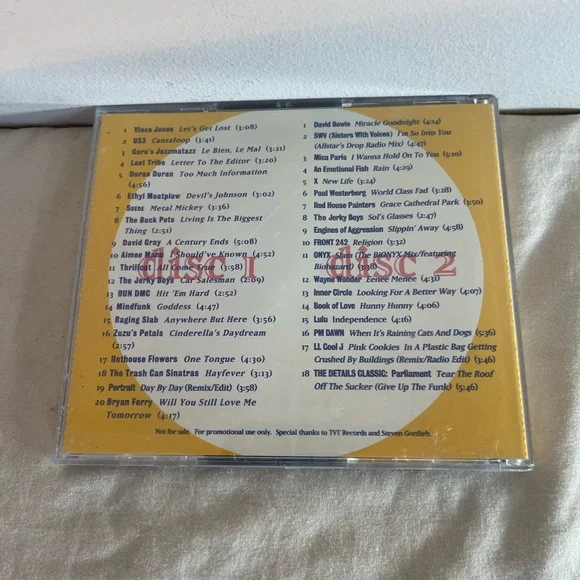 disc 1
1 Vince Jones Let's Get Lost (3:08)
2 US3 Cantaloop (3:41)
3 Guru's Jazzmatazz Le Bien, Le Mal (3:21)
4 Last Tribe Letter To The Editor (3:20)
5 Duran Duran Too Much Information
(4:56)
6 Ethyl Meatplow Devil's Johnson (3:02)
7 Suede Metal Mickey (3:29)
8 The Buck Pets Living Is The Biggest
Thing (2:51)
9 David Gray A Century Ends (5:08)
10 Aimee Mann I Should've Known (4:52)
11 Thrillcat All Come True (3:58)
12 The Jerky Boys Car Salesman (2:09)
13 RUN DMC Hit 'Em Hard (2:52)
14 Mindfunk Goddess (4:47)
15 Raging Slab Anywhere But Here (3:56)
16 Zuzu's Petals Cinderella's Daydream
(2:57)
17 Hothouse Flowers One Tongue (4:30)
18 The Trash Can Sinatras Hayfever (3:13)
19 Portrait Day By Day (Remix/Edit) (3:58)
20 Bryan Ferry Will You Still Love Me
Tomorrow (4:17)
disc 2
1 David Bowie Miracle Goodnight (4:14)
2 SWV (Sisters With Voices) I'm So Into You
(Allstar's Drop Radio Mix) (4:47)
3 Mica Paris I Wanna Hold On To You (5:10)
4 An Emotional Fish Rain (4:29)
5 X New Life (3:24)
6 Paul Westerberg World Class Fad (3:28)
7 Red House Painters Grace Cathedral Park (3:50)
8 The Jerky Boys Sol's Glasses (2:47)
9 Engines of Aggression Slippin' Away (4:58)
10 FRONT 242 Religion (3:32)
11 ONYX Slam (The BiONYX Mix/featuring
Biohazard) (3:38)
12 Wayne Wonder Eenee Meenee (4:31)
13 Inner Circle Looking For A Better Way (4:07)
14 Book of Love Hunny Hunny (4:06)
15 Lulu Independence (4:16)
16 PM DAWN When It's Raining Cats And Dogs (5:36)
17 LL Cool J Pink Cookies In A Plastic Bag Getting
Crushed By Buildings (Remix/Radio Edit) (3:46)
18 THE DETAILS CLASSIC: Parliament Tear The Roof
Off The Sucker (Give Up The Funk) (5:46)
Not for sale. For promotional use only. Special thanks to TVT Records and Steven Gottlieb.